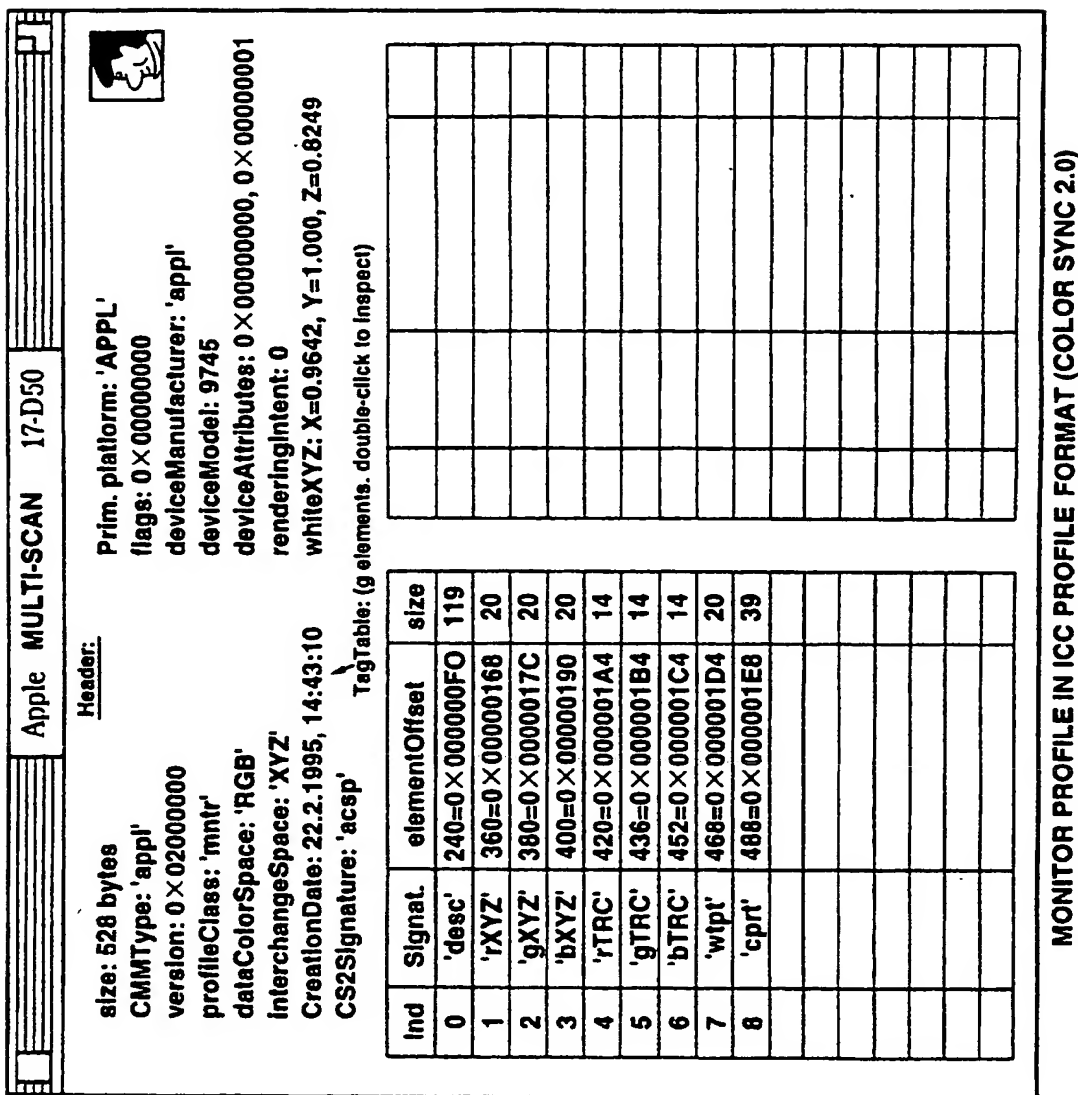 Apple MULTI-SCAN 17-D50
Header:
size: 528 bytes
CMMType: 'appl'
version: 0×02000000
profileClass: 'mntr'
dataColorSpace: 'RGB'
interchangeSpace: 'XYZ'
CreationDate: 22.2.1995, 14:43:10
CS2Signature: 'acsp'
Prim. platlorm: 'APPL'
flags: 0×00000000
deviceManufacturer: 'appl'
deviceModel: 9745
deviceAttributes: 0×00000000, 0×00000001
renderingIntent: 0
whiteXYZ: X=0.9642, Y=1.000, Z=0.8249
TagTable: (g elements. double-click to Inspect)
Ind Signat. elementOffset size
0 'desc' 240=0×000000FO 119
1 'rXYZ' 360=0×00000168 20
2 'gXYZ' 380=0×0000017C 20
3 'bXYZ' 400=0×00000190 20
4 'rTRC' 420=0×000001A4 14
5 'gTRC' 436=0×000001B4 14
6 'bTRC' 452=0×000001C4 14
7 'wtpt' 468=0×000001D4 20
8 'cprt' 488=0×000001E8 39
MONITOR PROFILE IN ICC PROFILE FORMAT (COLOR SYNC 2.0)